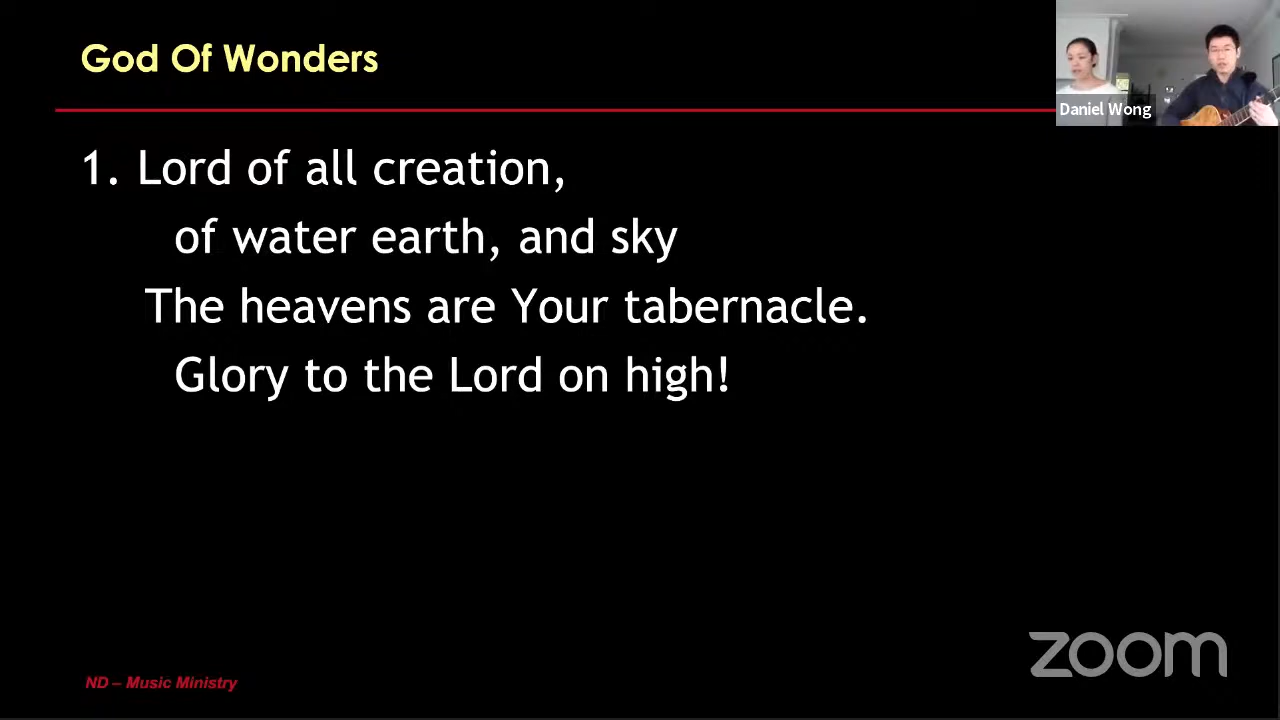 God Of Wonders
Daniel Wong
1. Lord of all creation,
of water earth, and sky
The heavens are Your tabernacle.
Glory to the Lord on high!
zoom
ND – Music Ministry